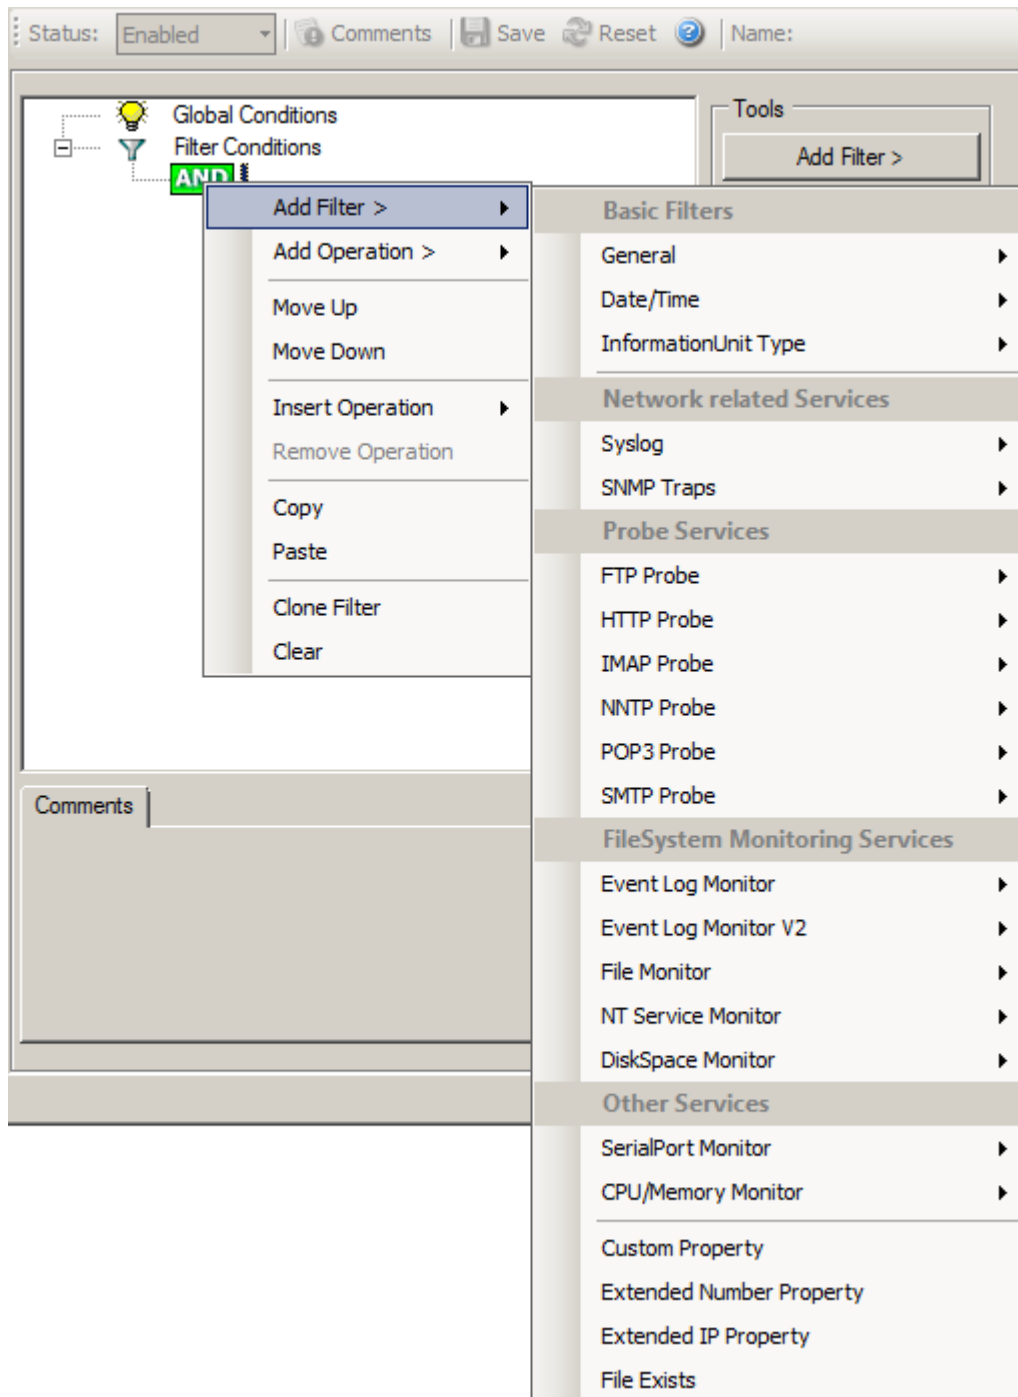 Status: Enabled Comments Save Reset Name:
Global Conditions
Filter Conditions
AND
Tools
Add Filter >
Add Filter >
Add Operation >
Move Up
Move Down
Insert Operation
Remove Operation
Copy
Paste
Clone Filter
Clear
Basic Filters
General
Date/Time
InformationUnit Type
Network related Services
Syslog
SNMP Traps
Probe Services
FTP Probe
HTTP Probe
IMAP Probe
NNTP Probe
POP3 Probe
SMTP Probe
FileSystem Monitoring Services
Event Log Monitor
Event Log Monitor V2
File Monitor
NT Service Monitor
DiskSpace Monitor
Other Services
SerialPort Monitor
CPU/Memory Monitor
Custom Property
Extended Number Property
Extended IP Property
File Exists
Comments